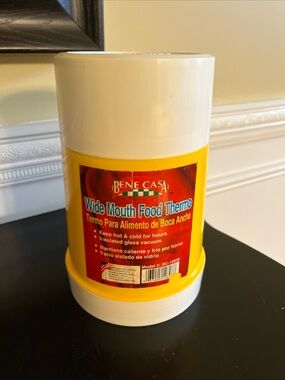 BENE CASA
Wide Mouth Food Thermo
Termo Para Alimento de Boca Ancha
• Keep hot & cold for hours
insulated glass vacuum
• Mantiene caliente y frio por horas
Vacio aislado de vidrio